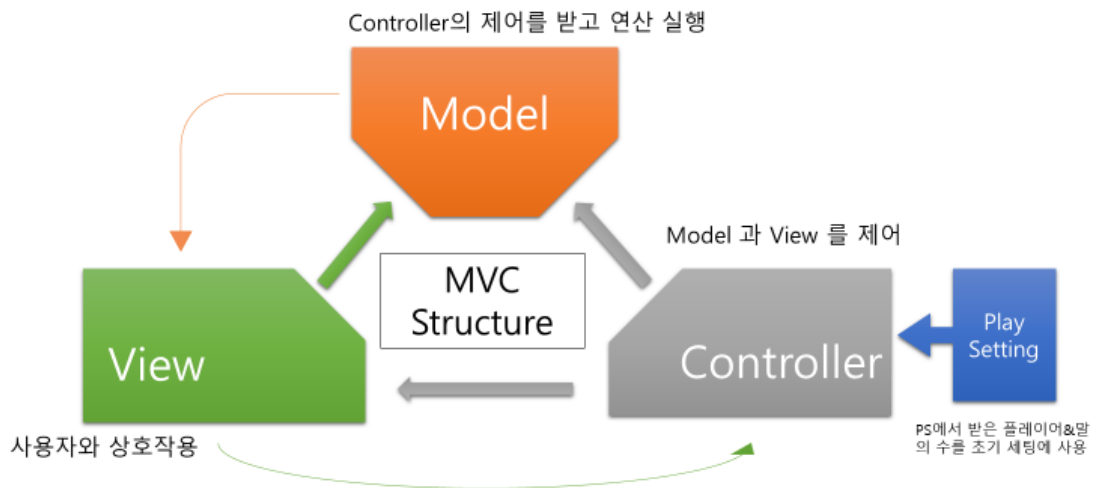 Controller의 제어를 받고 연산 실행
Model
Model 과 View 를 제어
MVC
Structure
View
Controller
Play
Setting
사용자와 상호작용
PS에서 받은 플레이어&말
의 수를 초기 세팅에 사용